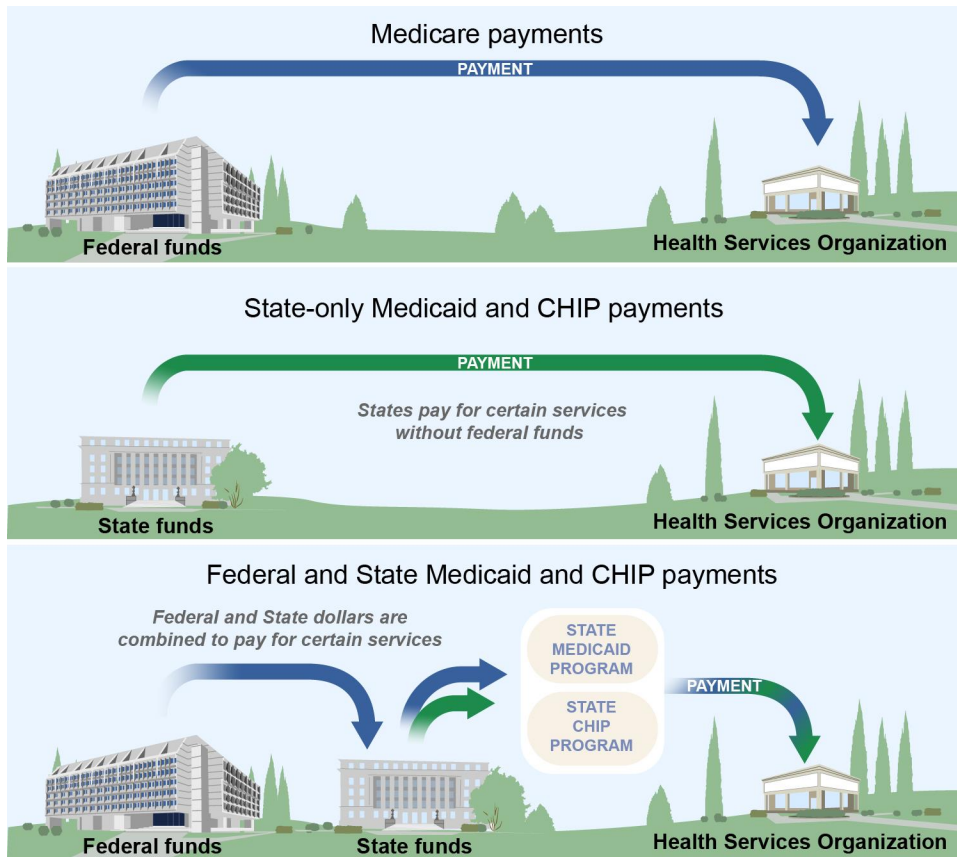 Medicare payments
PAYMENT
Federal funds
Health Services Organization
State-only Medicaid and CHIP payments
PAYMENT
States pay for certain services
without federal funds
State funds
Health Services Organization
Federal and State Medicaid and CHIP payments
Federal and State dollars are
combined to pay for certain services
STATE
MEDICAID
PROGRAM
STATE
CHIP
PROGRAM
PAYMENT
Federal funds
State funds
Health Services Organization